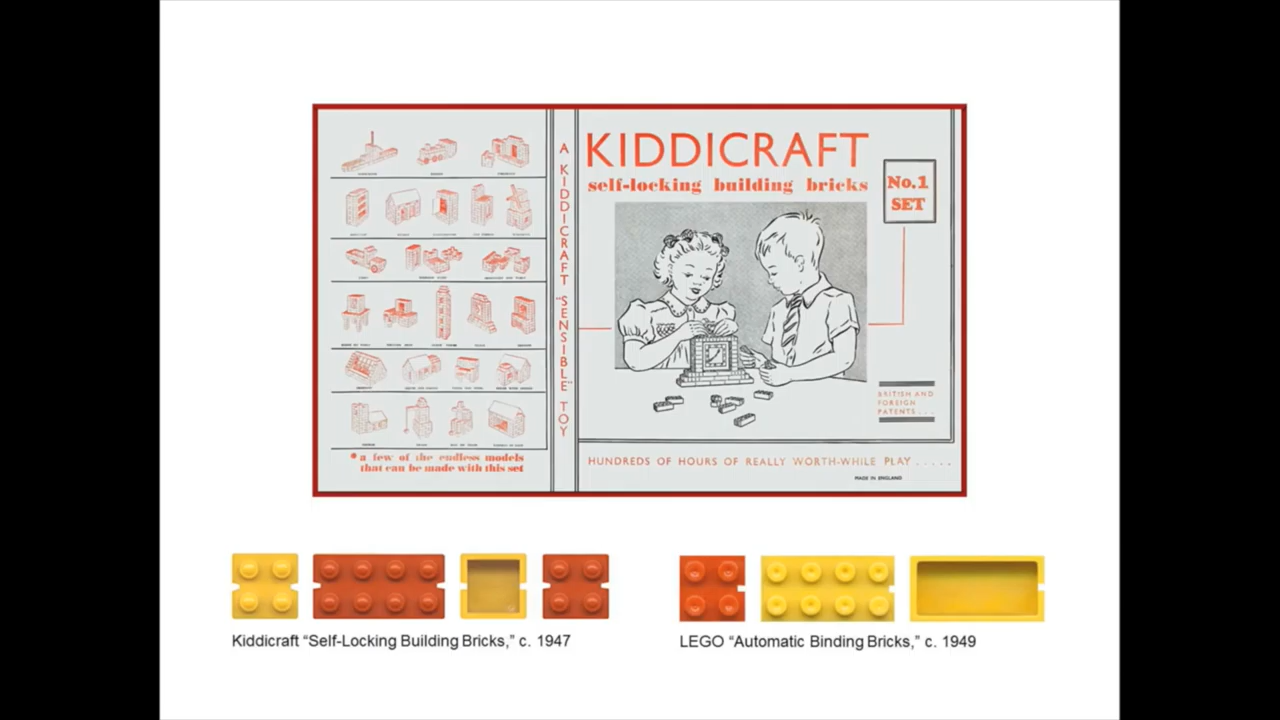 A KIDDICRAFT "SENSIBLE" TOY
KIDDICRAFT
self-locking building bricks
No.1
SET
BRITISH AND
FOREIGN
PATENTS . . .
* a few of the endless models
that can be made with this set
HUNDREDS OF HOURS OF REALLY WORTH-WHILE PLAY . . . . .
MADE IN ENGLAND
Kiddicraft “Self-Locking Building Bricks,” c. 1947
LEGO “Automatic Binding Bricks,” c. 1949